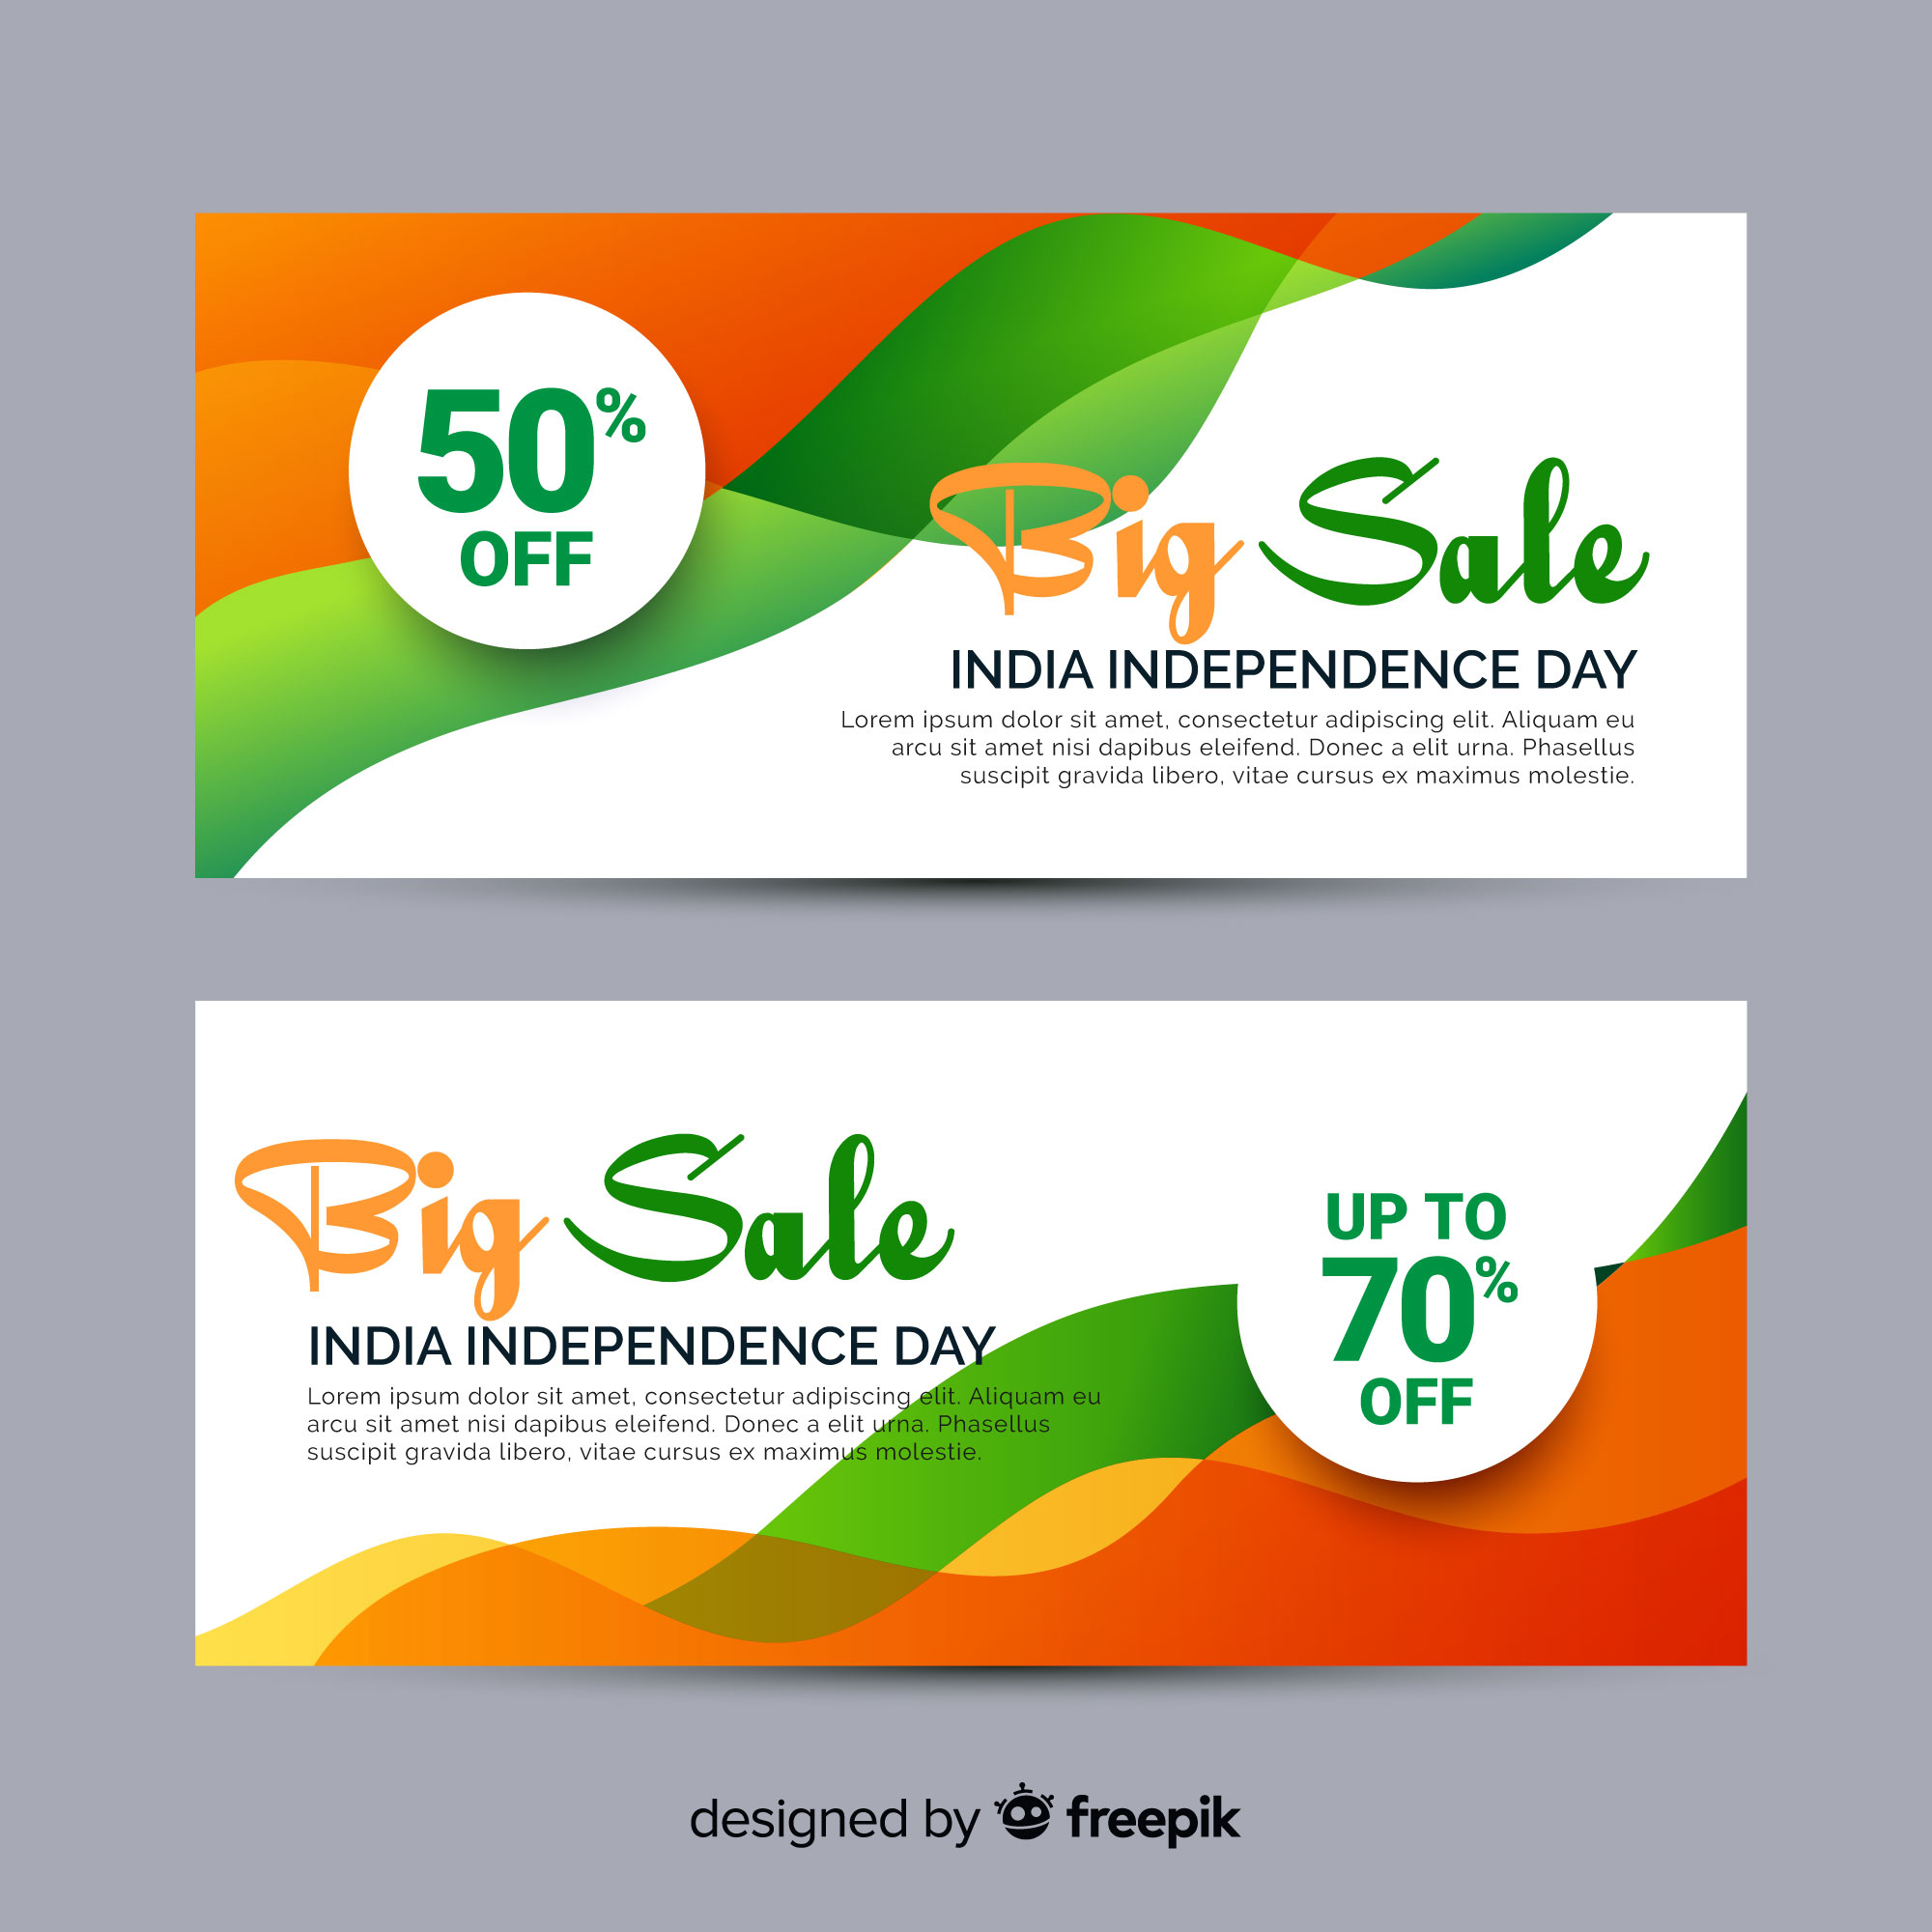 50%
OFF
Big Sale
INDIA INDEPENDENCE DAY
Lorem ipsum dolor sit amet, consectetur adipiscing elit. Aliquam eu
arcu sit amet nisi dapibus eleifend. Donec a elit urna. Phasellus
suscipit gravida libero, vitae cursus ex maximus molestie.
Big Sale
INDIA INDEPENDENCE DAY
Lorem ipsum dolor sit amet, consectetur adipiscing elit. Aliquam eu
arcu sit amet nisi dapibus eleifend. Donec a elit urna. Phasellus
suscipit gravida libero, vitae cursus ex maximus molestie.
UP TO
70%
OFF
designed by freepik